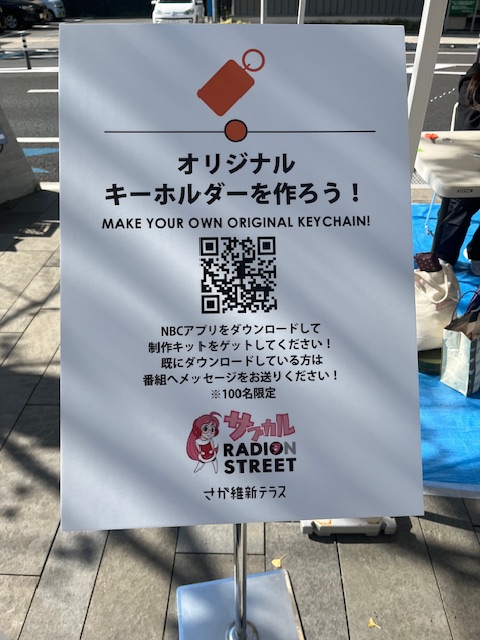 オリジナル
キーホルダーを作ろう！
MAKE YOUR OWN ORIGINAL KEYCHAIN!
NBCアプリをダウンロードして
制作キットをゲットしてください！
既にダウンロードしている方は
番組へメッセージをお送りください！
※100名限定
サブカル
RADION
STREET
さが維新テラス